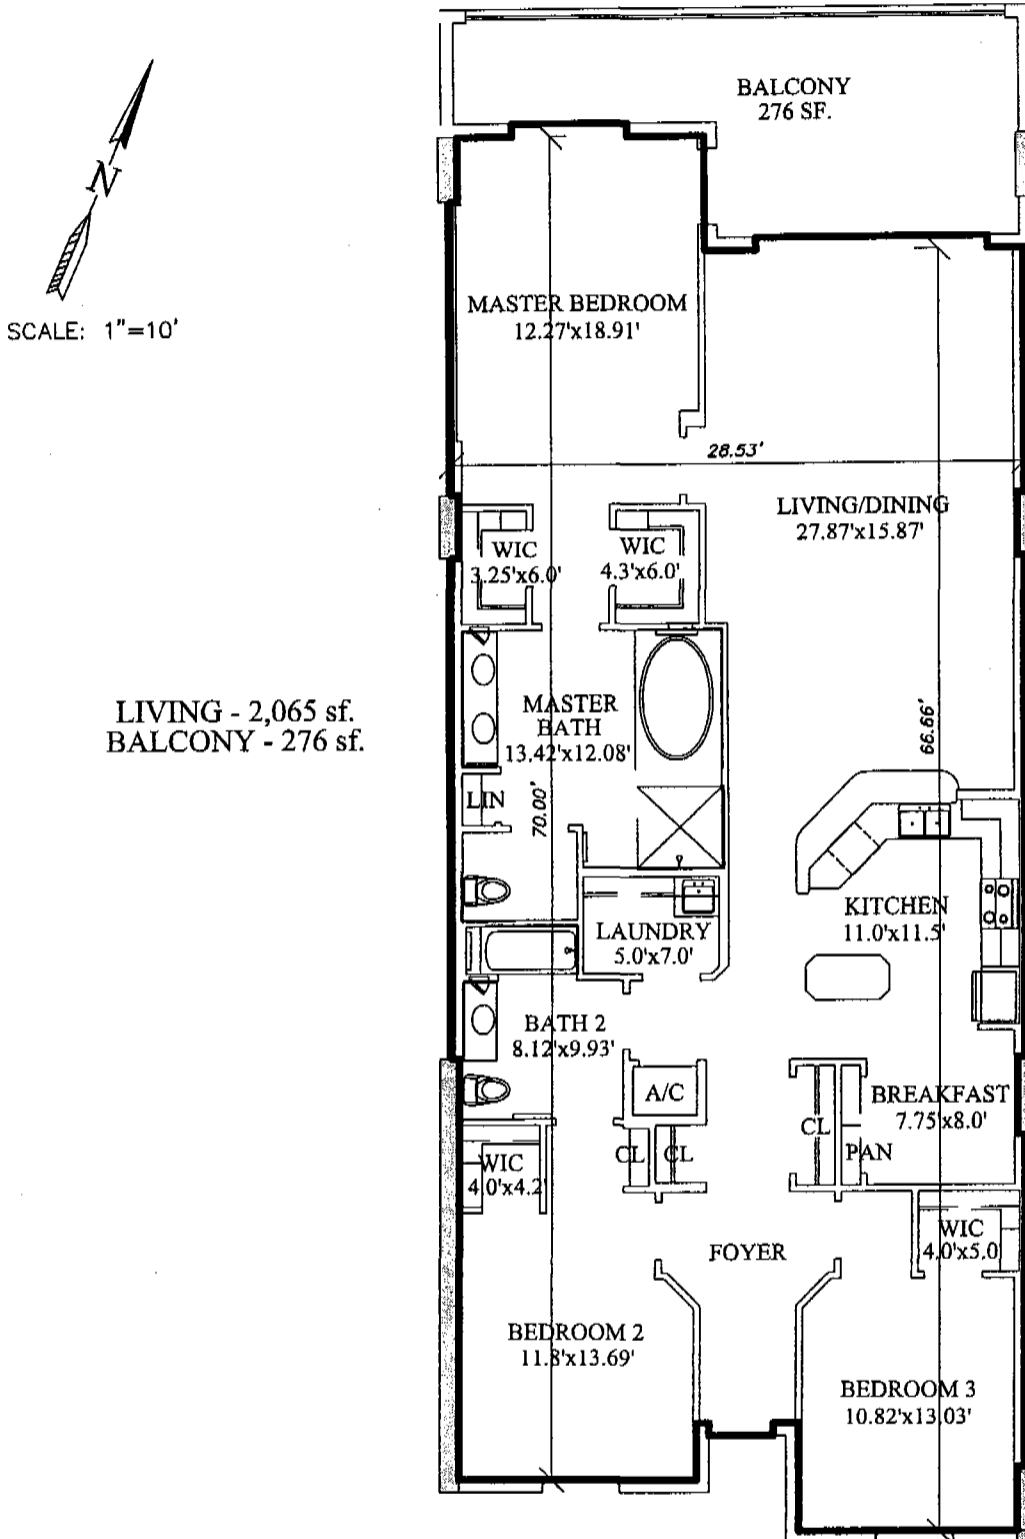 BALCONY
276 SF.
N
SCALE: 1"=10'
MASTER BEDROOM
12.27'x18.91'
28.53'
LIVING/DINING
27.87'x15.87'
WIC
3.25'x6.0'
WIC
4.3'x6.0'
LIVING - 2,065 sf.
BALCONY - 276 sf.
MASTER
BATH
13.42'x12.08'
66.66'
LIN
70.00'
KITCHEN
11.0'x11.5'
LAUNDRY
5.0'x7.0'
BATH 2
8.12'x9.93'
A/C
BREAKFAST
7.75'x8.0'
CL
PAN
CL
CL
WIC
4.0'x4.2'
FOYER
WIC
4.0'x5.0
BEDROOM 2
11.8'x13.69'
BEDROOM 3
10.82'x13.03'